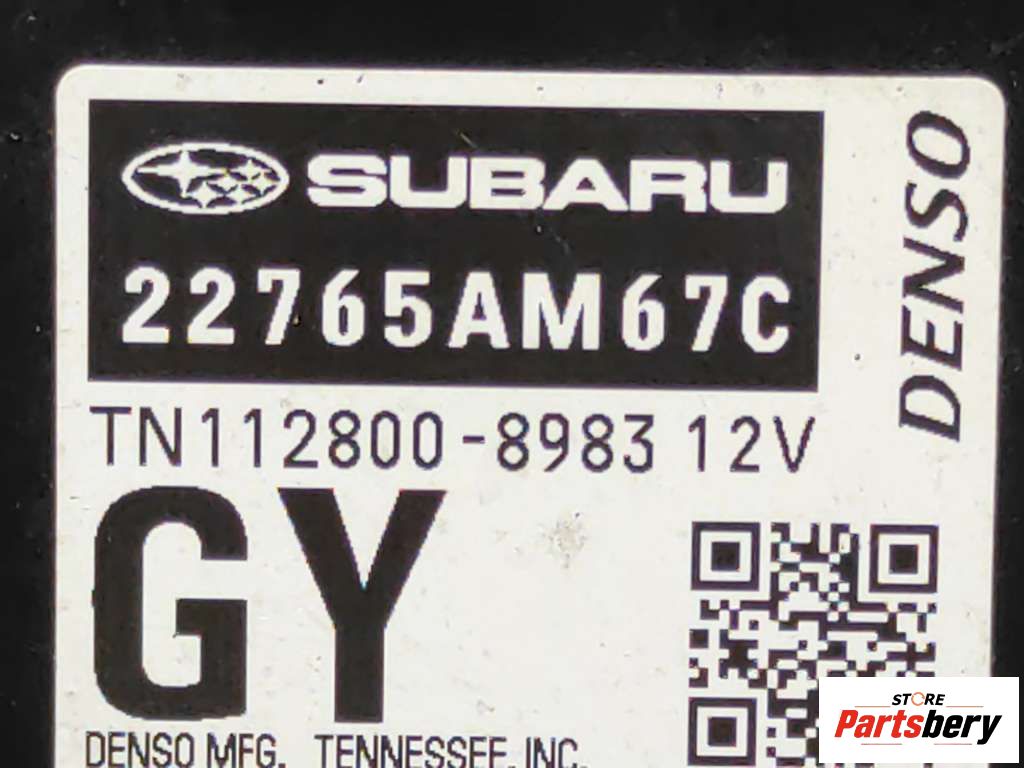 SUBARU
22765AM67C
DENSO
TN112800-8983 12V
GY
DENSO MFG. TENNESSEE, INC.
STORE
Partsbery